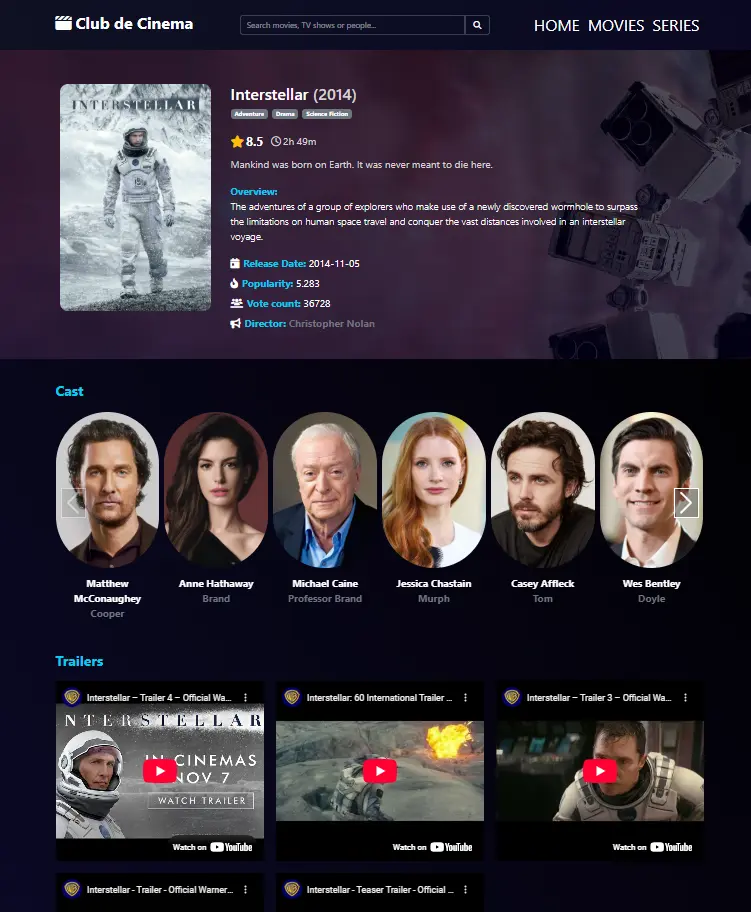 Club de Cinema
Search movies, TV shows or people...
HOME MOVIES SERIES
INTERSTELLAR
Interstellar (2014)
Adventure Drama Science Fiction
8.5 2h 49m
Mankind was born on Earth. It was never meant to die here.
Overview:
The adventures of a group of explorers who make use of a newly discovered wormhole to surpass
the limitations on human space travel and conquer the vast distances involved in an interstellar
voyage.
Release Date: 2014-11-05
Popularity: 5.283
Vote count: 36728
Director: Christopher Nolan
Cast
Matthew
McConaughey
Cooper
Anne Hathaway
Brand
Michael Caine
Professor Brand
Jessica Chastain
Murph
Casey Affleck
Tom
Wes Bentley
Doyle
Trailers
Interstellar – Trailer 4 – Official Wa...
NTERSTELLAR
IN CINEMAS
NOV 7
WATCH TRAILER
Watch on YouTube
Interstellar: 60 International Trailer ...
Watch on YouTube
Interstellar – Trailer 3 – Official Wa...
Watch on YouTube
Interstellar - Trailer - Official Warner...
Interstellar - Teaser Trailer - Official ...